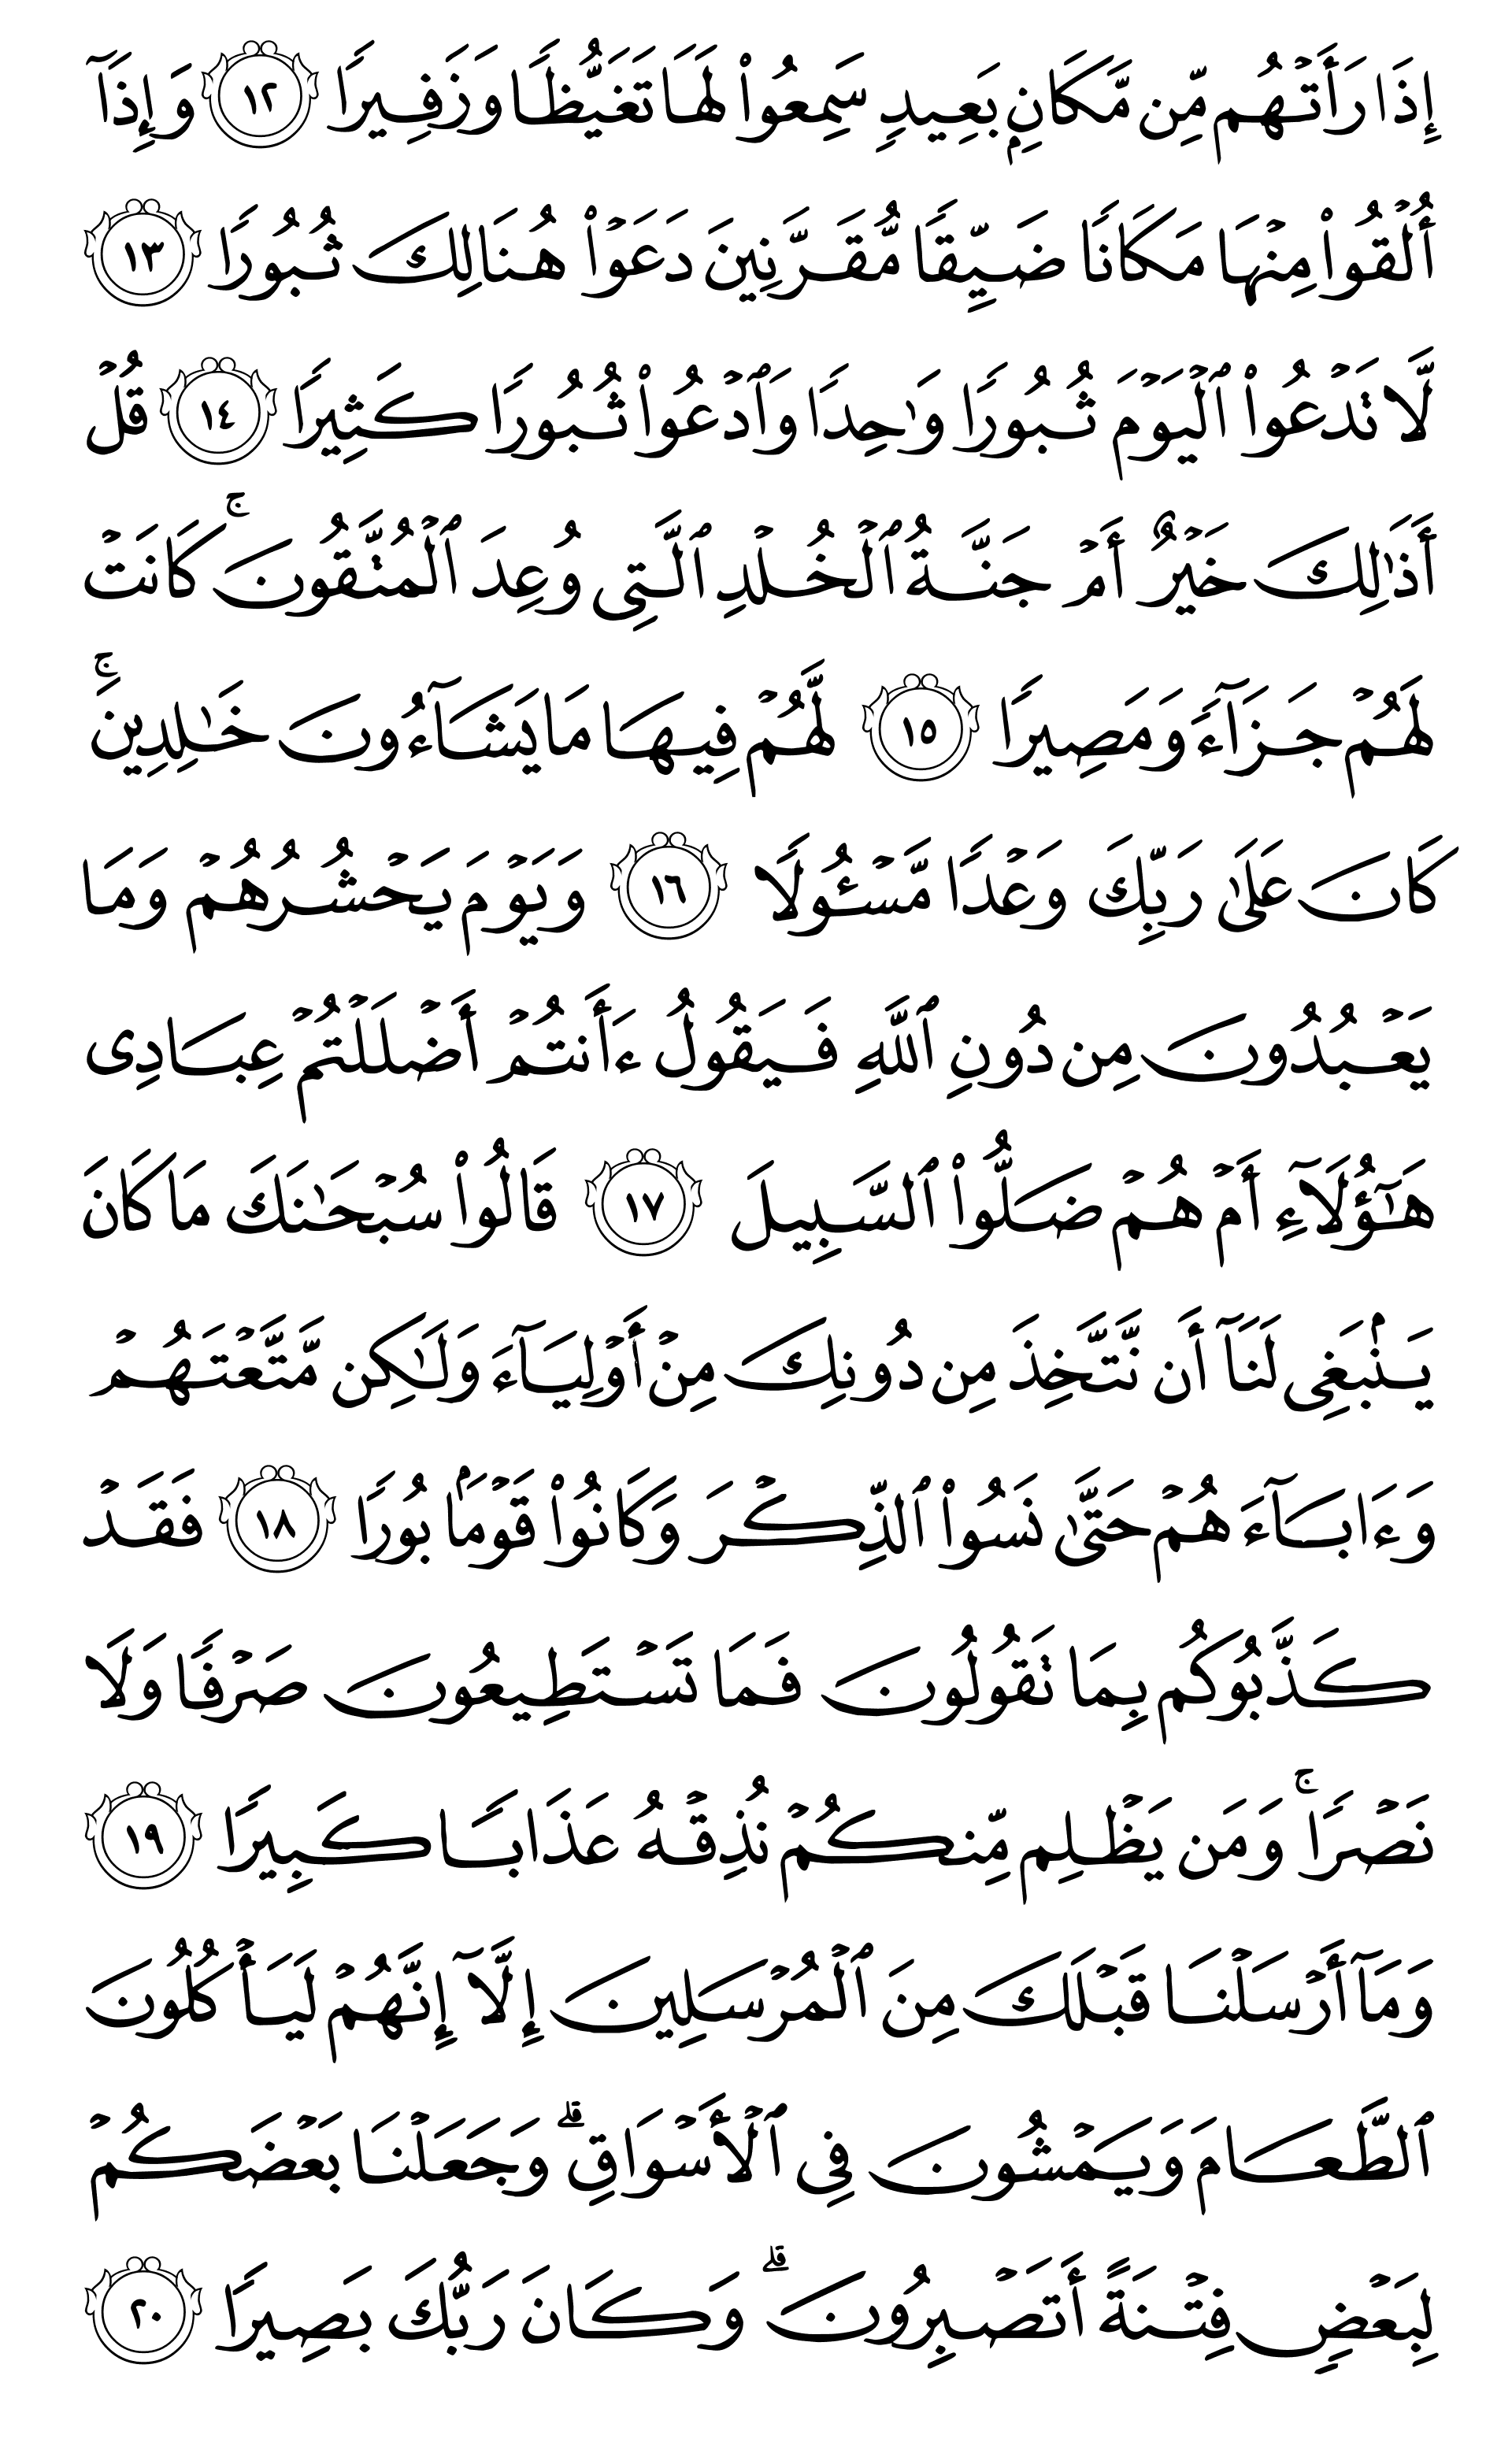 إِذَا رَأَتْهُم مِّن مَّكَانٍۭ بَعِيدٍ سَمِعُوا۟ لَهَا تَغَيُّظًا وَزَفِيرًا ١٢ وَإِذَآ
أُلْقُوا۟ مِنْهَا مَكَانًا ضَيِّقًا مُّقَرَّنِينَ دَعَوْا۟ هُنَالِكَ ثُبُورًا ١٣
لَّا تَدْعُوا۟ ٱلْيَوْمَ ثُبُورًا وَٰحِدًا وَٱدْعُوا۟ ثُبُورًا كَثِيرًا ١٤ قُلْ
أَذَٰلِكَ خَيْرٌ أَمْ جَنَّةُ ٱلْخُلْدِ ٱلَّتِى وُعِدَ ٱلْمُتَّقُونَ ۚ كَانَتْ
لَهُمْ جَزَآءً وَمَصِيرًا ١٥ لَّهُمْ فِيهَا مَا يَشَآءُونَ خَٰلِدِينَ ۚ
كَانَ عَلَىٰ رَبِّكَ وَعْدًا مَّسْـُٔولًا ١٦ وَيَوْمَ يَحْشُرُهُمْ وَمَا
يَعْبُدُونَ مِن دُونِ ٱللَّهِ فَيَقُولُ ءَأَنتُمْ أَضْلَلْتُمْ عِبَادِى
هَٰٓؤُلَآءِ أَمْ هُمْ ضَلُّوا۟ ٱلسَّبِيلَ ١٧ قَالُوا۟ سُبْحَٰنَكَ مَا كَانَ
يَنۢبَغِى لَنَآ أَن نَّتَّخِذَ مِن دُونِكَ مِنْ أَوْلِيَآءَ وَلَٰكِن مَّتَّعْتَهُمْ
وَءَابَآءَهُمْ حَتَّىٰ نَسُوا۟ ٱلذِّكْرَ وَكَانُوا۟ قَوْمًۢا بُورًا ١٨ فَقَدْ
كَذَّبُوكُم بِمَا تَقُولُونَ فَمَا تَسْتَطِيعُونَ صَرْفًا وَلَا
نَصْرًا ۚ وَمَن يَظْلِم مِّنكُمْ نُذِقْهُ عَذَابًا كَبِيرًا ١٩
وَمَآ أَرْسَلْنَا قَبْلَكَ مِنَ ٱلْمُرْسَلِينَ إِلَّآ إِنَّهُمْ لَيَأْكُلُونَ
ٱلطَّعَامَ وَيَمْشُونَ فِى ٱلْأَسْوَاقِ ۗ وَجَعَلْنَا بَعْضَكُمْ
لِبَعْضٍ فِتْنَةً أَتَصْبِرُونَ ۗ وَكَانَ رَبُّكَ بَصِيرًا ٢٠